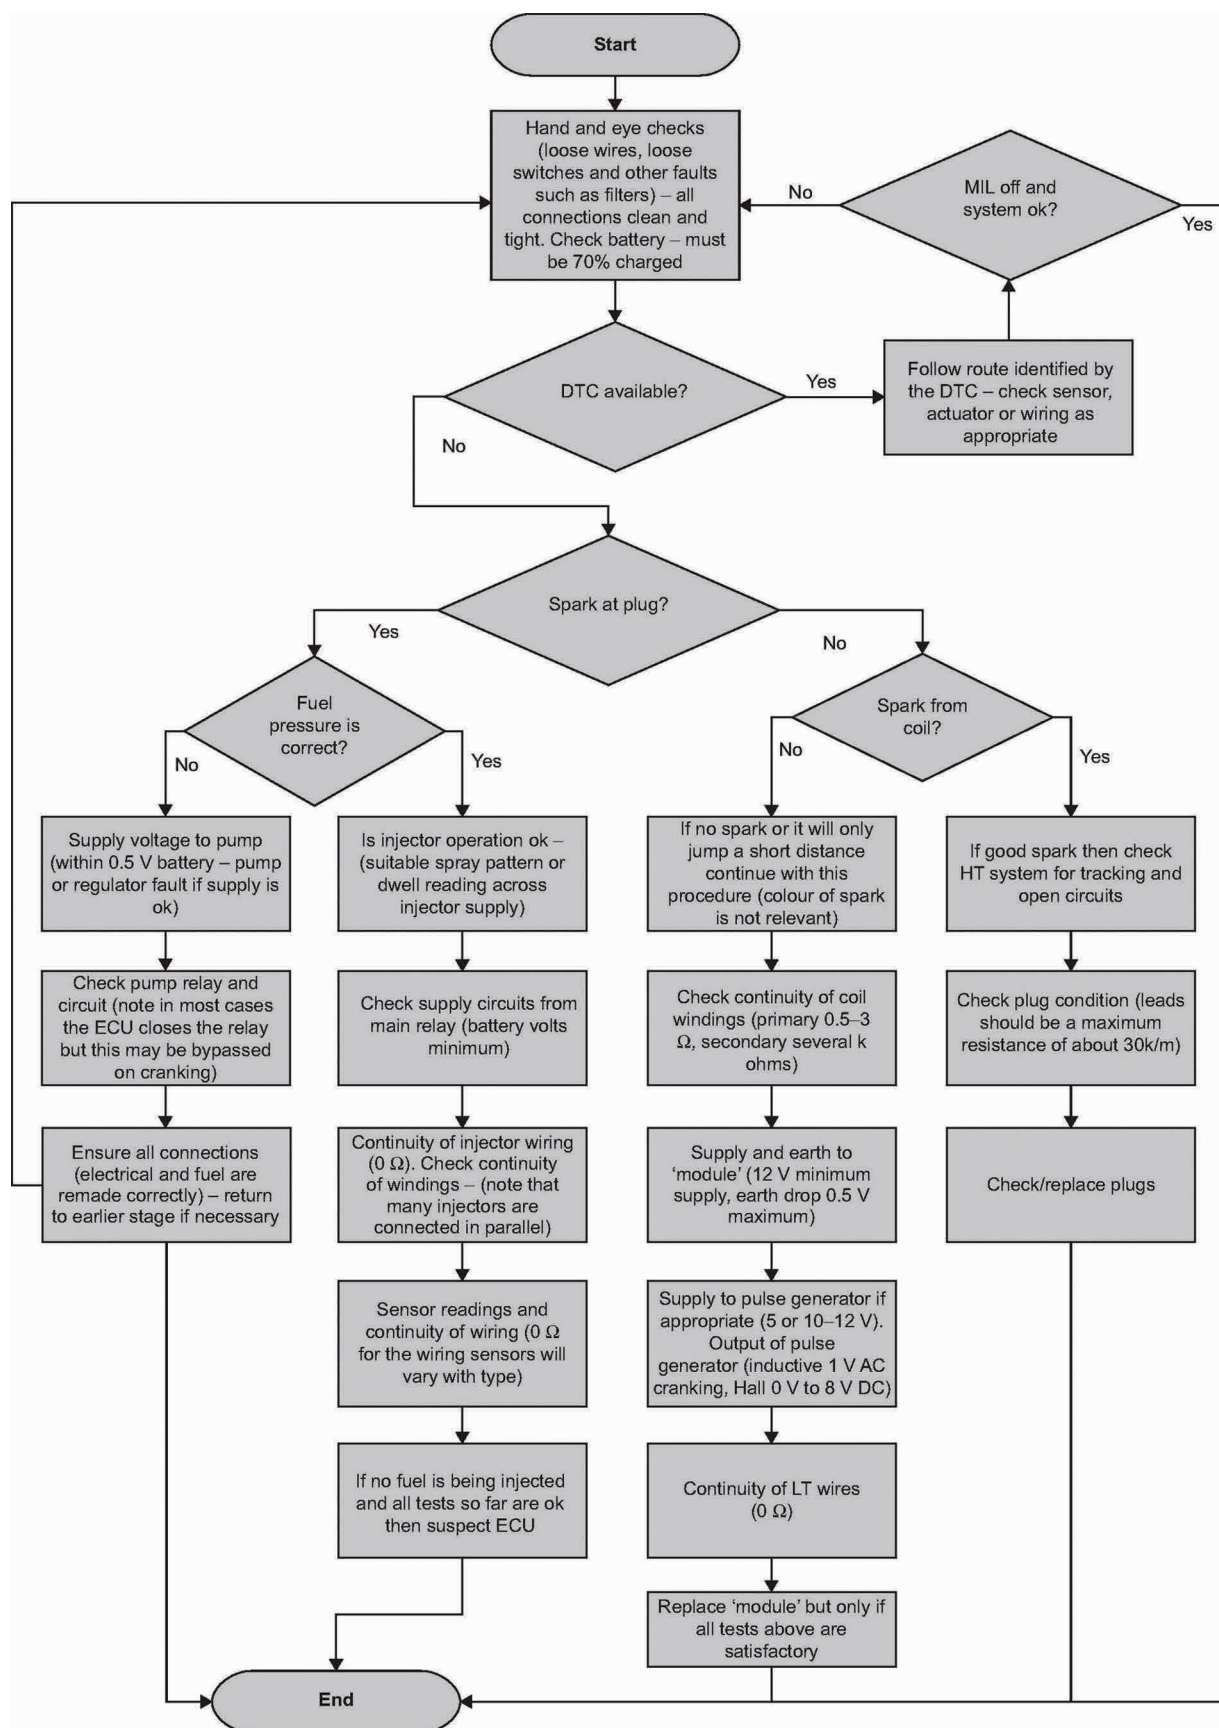 Start
Hand and eye checks
(loose wires, loose
switches and other faults
such as filters) – all
connections clean and
tight. Check battery – must
be 70% charged
MIL off and
system ok?
No
Yes
DTC available?
Yes
No
Follow route identified by
the DTC – check sensor,
actuator or wiring as
appropriate
Spark at plug?
Yes
No
Fuel
pressure is
correct?
No
Yes
Spark from
coil?
No
Yes
Supply voltage to pump
(within 0.5 V battery – pump
or regulator fault if supply is
ok)
Is injector operation ok –
(suitable spray pattern or
dwell reading across
injector supply)
If no spark or it will only
jump a short distance
continue with this
procedure (colour of spark
is not relevant)
If good spark then check
HT system for tracking and
open circuits
Check pump relay and
circuit (note in most cases
the ECU closes the relay
but this may be bypassed
on cranking)
Check supply circuits from
main relay (battery volts
minimum)
Check continuity of coil
windings (primary 0.5–3
Ω, secondary several k
ohms)
Check plug condition (leads
should be a maximum
resistance of about 30k/m)
Ensure all connections
(electrical and fuel are
remade correctly) – return
to earlier stage if necessary
Continuity of injector wiring
(0 Ω). Check continuity
of windings – (note that
many injectors are
connected in parallel)
Supply and earth to
‘module’ (12 V minimum
supply, earth drop 0.5 V
maximum)
Check/replace plugs
Sensor readings and
continuity of wiring (0 Ω
for the wiring sensors will
vary with type)
Supply to pulse generator if
appropriate (5 or 10–12 V).
Output of pulse
generator (inductive 1 V AC
cranking, Hall 0 V to 8 V DC)
If no fuel is being injected
and all tests so far are ok
then suspect ECU
Continuity of LT wires
(0 Ω)
Replace ‘module’ but only if
all tests above are
satisfactory
End